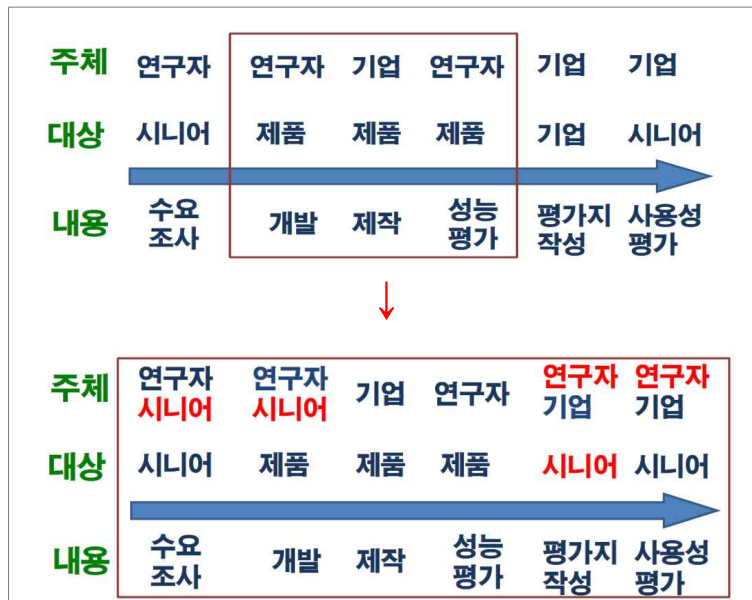 주체 연구자 연구자 기업 연구자 기업 기업
대상 시니어 제품 제품 제품 기업 시니어
내용 수요 조사 개발 제작 성능 평가 평가지 작성 사용성 평가
↓
주체 연구자 시니어 연구자 시니어 기업 연구자 연구자 기업 연구자 기업
대상 시니어 제품 제품 제품 시니어 시니어
내용 수요 조사 개발 제작 성능 평가 평가지 작성 사용성 평가